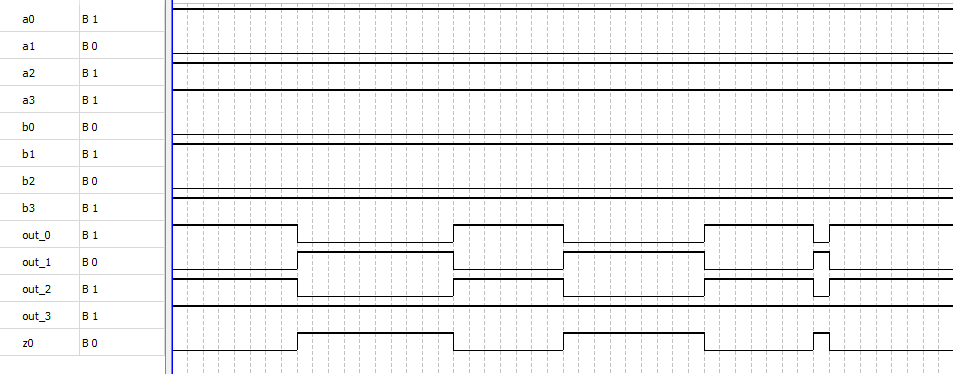 a0 B 1
a1 B 0
a2 B 1
a3 B 1
b0 B 0
b1 B 1
b2 B 0
b3 B 1
out_0 B 1
out_1 B 0
out_2 B 1
out_3 B 1
z0 B 0